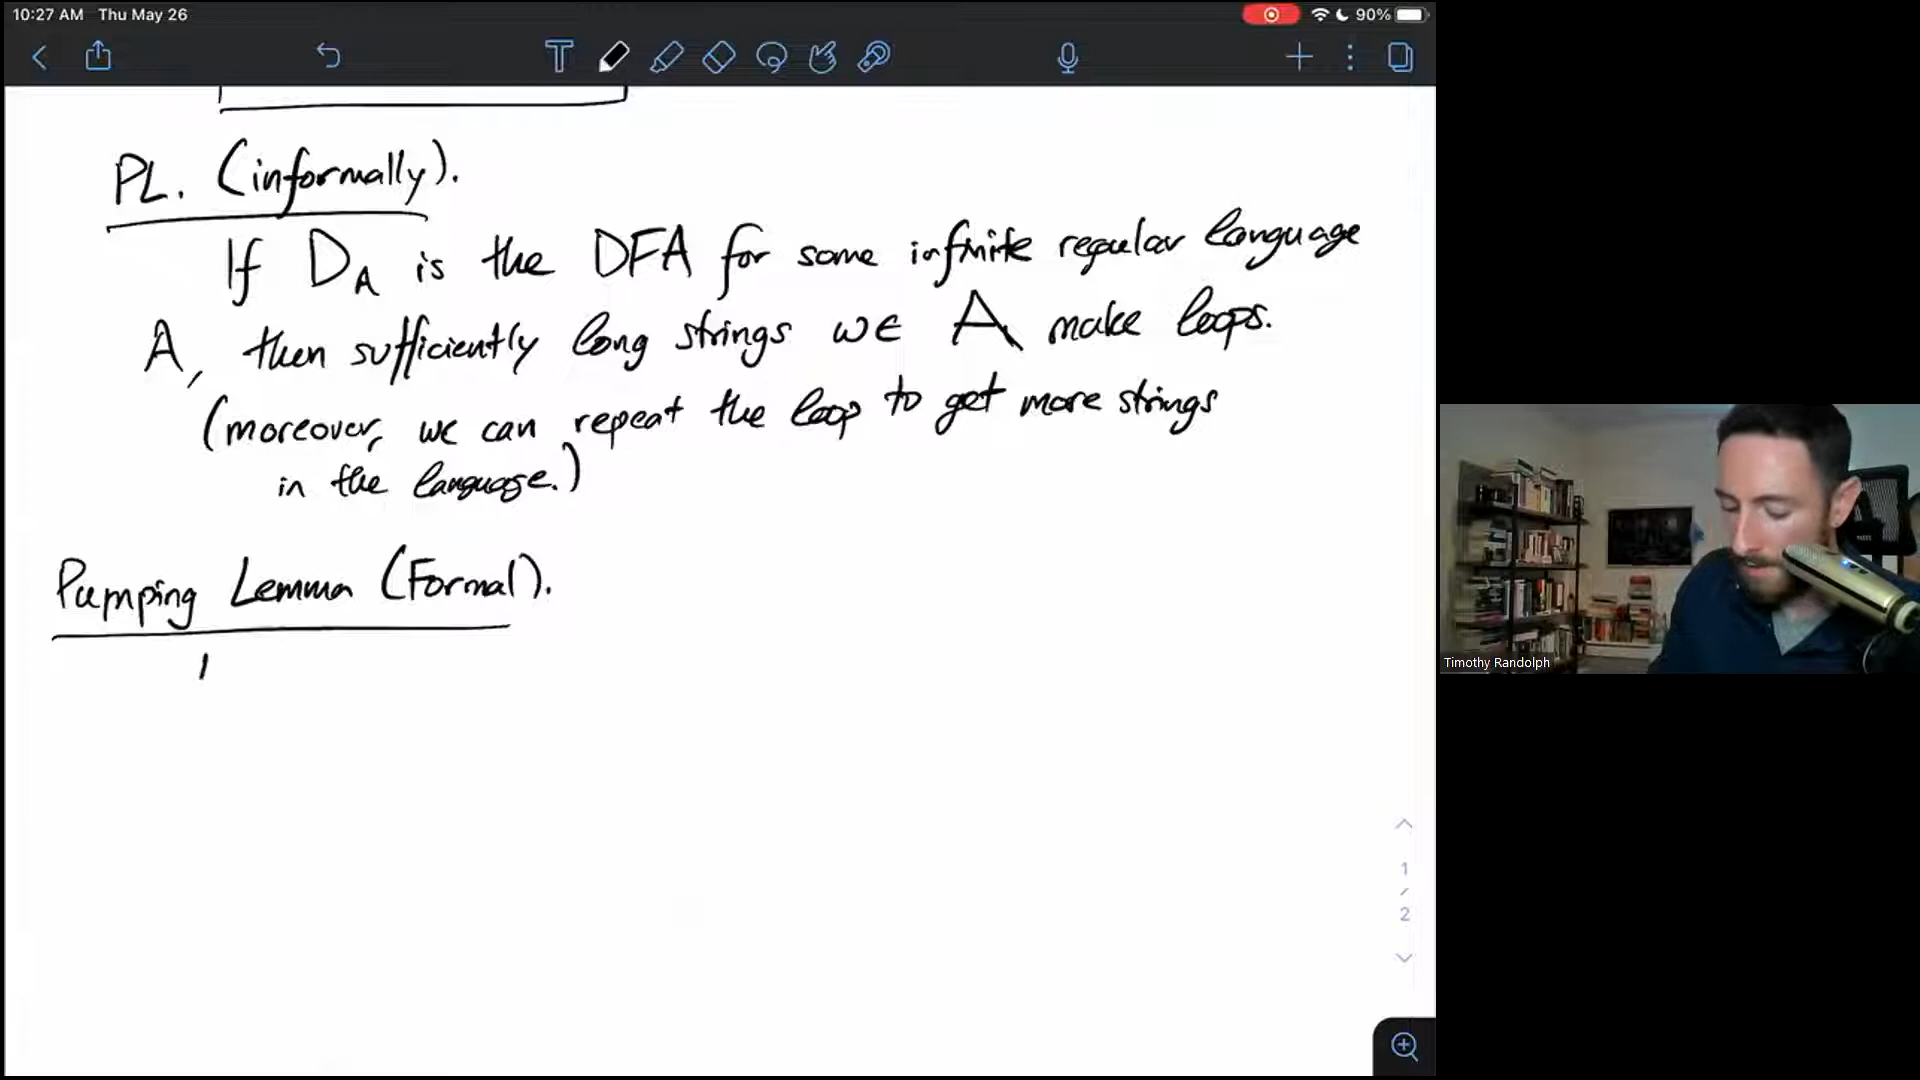 10:27 AM Thu May 26
90%
PL. (informally).
If D_A is the DFA for some infinite regular language
A, then sufficiently long strings w ∈ A make loops.
(moreover, we can repeat the loop to get more strings
in the language.)
Pumping Lemma (Formal).
1
2
Timothy Randolph